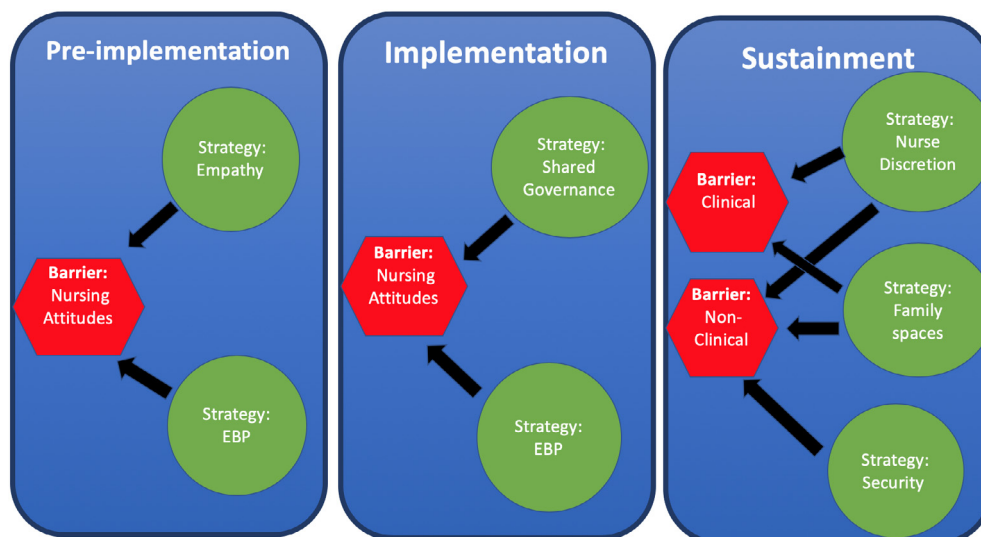 Pre-implementation
Strategy:
Empathy
Barrier:
Nursing
Attitudes
Strategy:
EBP
Implementation
Strategy:
Shared
Governance
Barrier:
Nursing
Attitudes
Strategy:
EBP
Sustainment
Strategy:
Nurse
Discretion
Barrier:
Clinical
Barrier:
Non-
Clinical
Strategy:
Family
spaces
Strategy:
Security